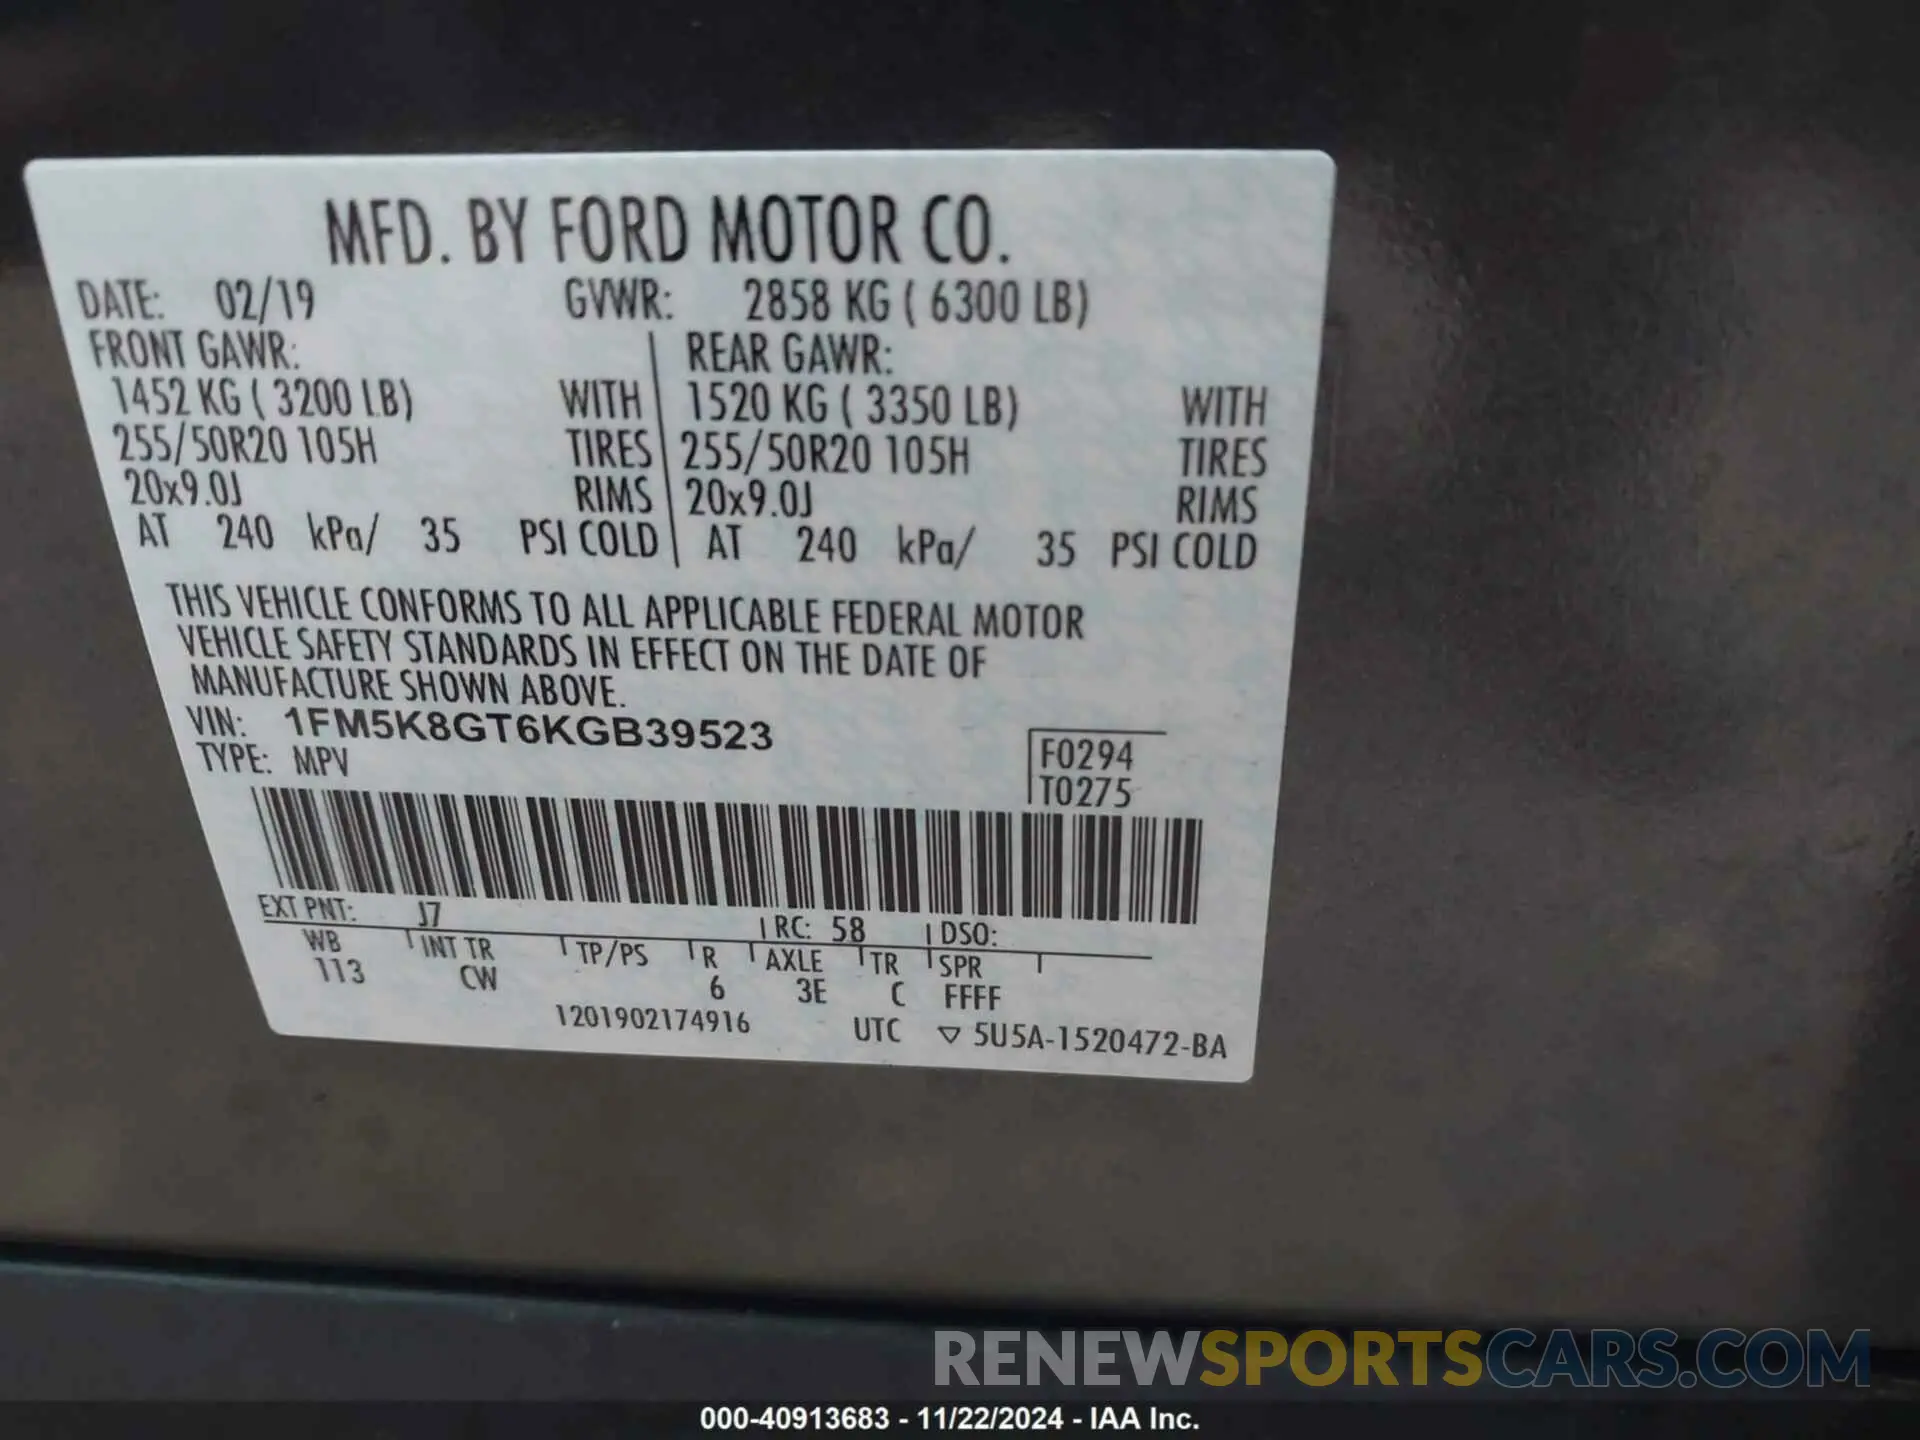 MFD. BY FORD MOTOR CO.
DATE: 02/19 GVWR: 2858 KG ( 6300 LB)
FRONT GAWR: REAR GAWR:
1452 KG ( 3200 LB) WITH 1520 KG ( 3350 LB) WITH
255/50R20 105H TIRES 255/50R20 105H TIRES
20x9.0J RIMS 20x9.0J RIMS
AT 240 kPa/ 35 PSI COLD AT 240 kPa/ 35 PSI COLD
THIS VEHICLE CONFORMS TO ALL APPLICABLE FEDERAL MOTOR
VEHICLE SAFETY STANDARDS IN EFFECT ON THE DATE OF
MANUFACTURE SHOWN ABOVE.
VIN: 1FM5K8GT6KGB39523
TYPE: MPV
F0294
T0275
EXT PNT: J7 RC: 58 DSO:
WB INT TR TP/PS R AXLE TR SPR
113 CW 6 3E C FFFF
1201902174916 UTC ▽ 5U5A-1520472-BA
RENEWSPORTSCARS.COM
000-40913683 - 11/22/2024 - IAA Inc.